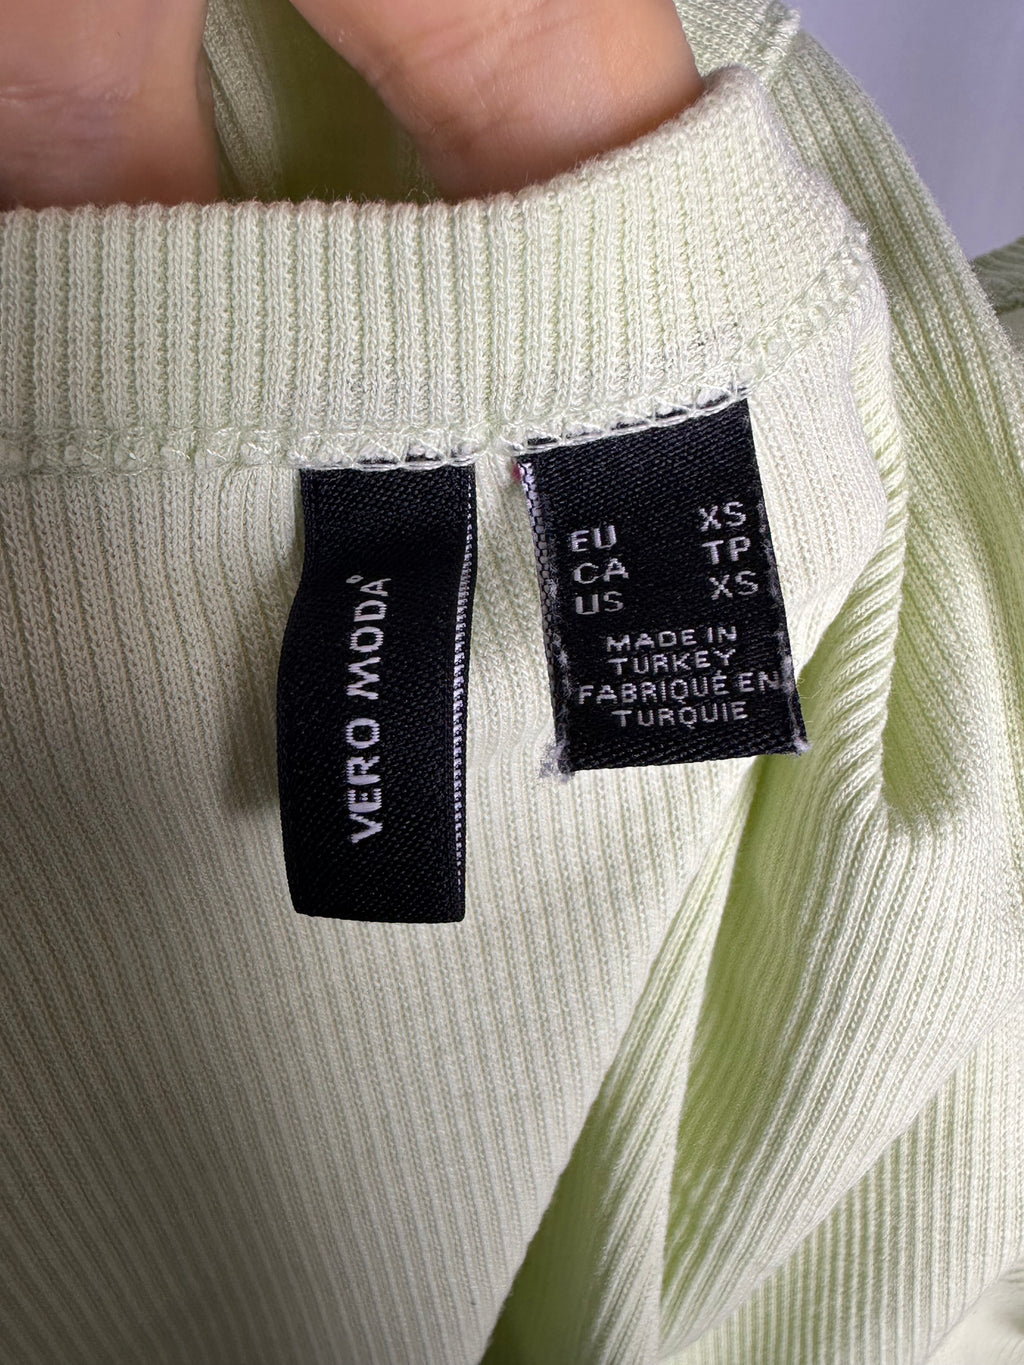 VERO MODA°
EU XS
CA TP
US XS
MADE IN
TURKEY
FABRIQUÉ EN
TURQUIE